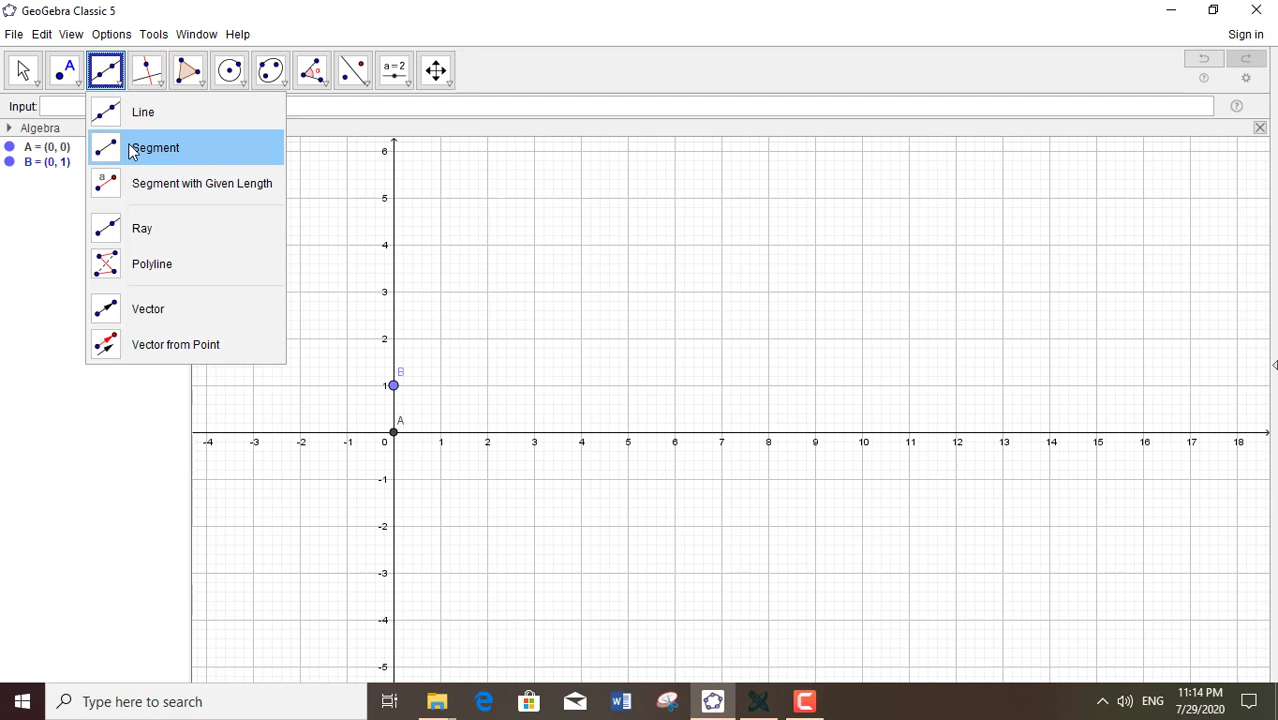 GeoGebra Classic 5
File Edit View Options Tools Window Help Sign in
A a=2
Input:
Algebra
A = (0, 0)
B = (0, 1)
Line
Segment
a Segment with Given Length
Ray
Polyline
Vector
Vector from Point
6
5
4
3
2
B
1
A
-4 -3 -2 -1 0 1 2 3 4 5 6 7 8 9 10 11 12 13 14 15 16 17 18
-1
-2
-3
-4
-5
Type here to search
ENG
11:14 PM
7/29/2020